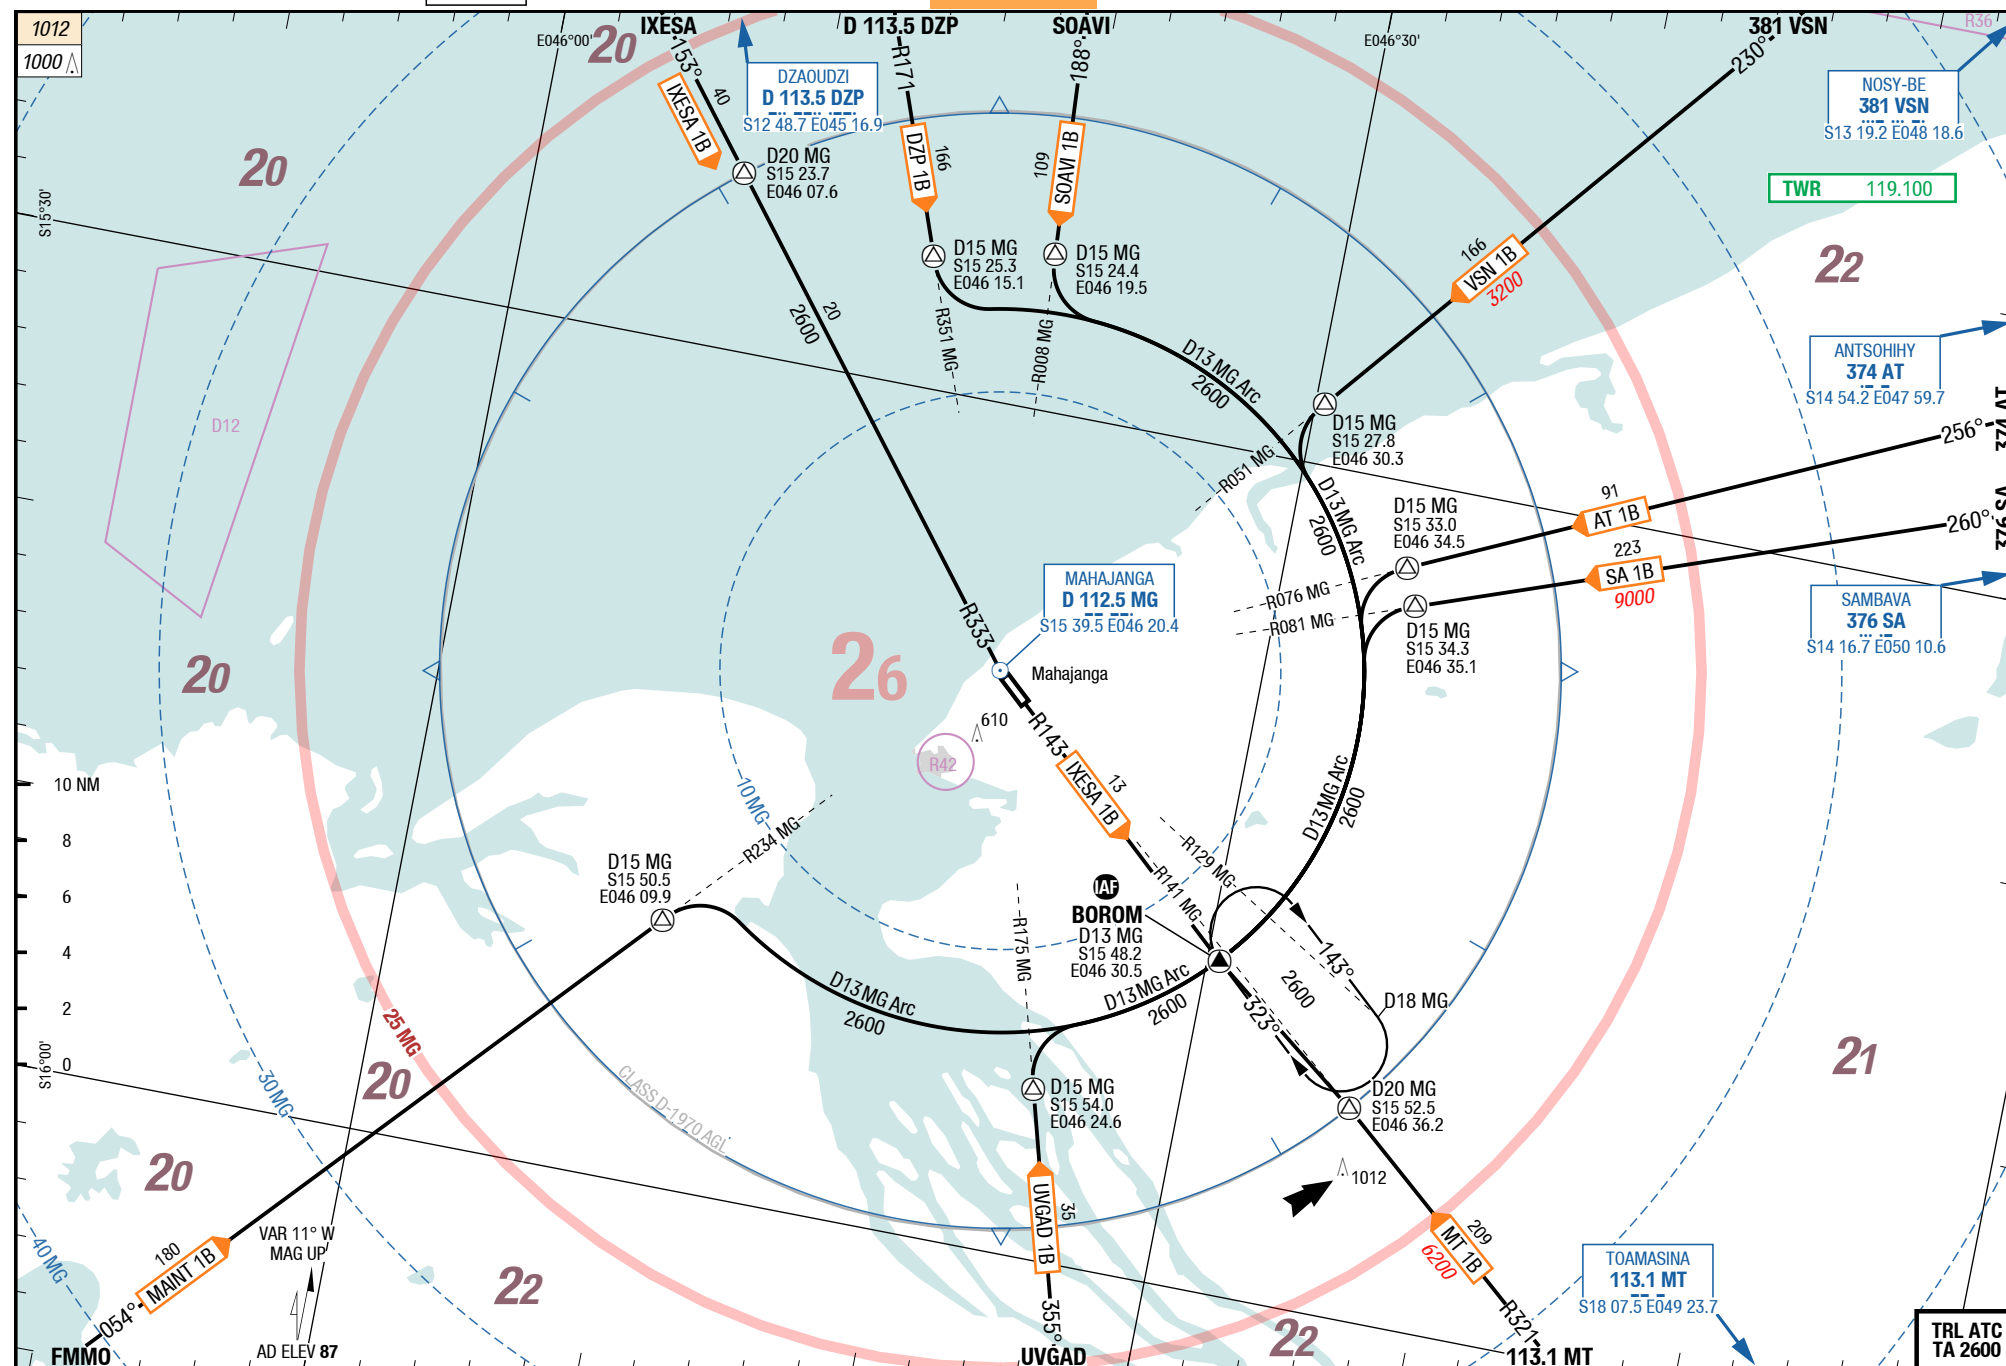 1012
1000
E046°00'
IXESA
D 113.5 DZP
SOAVI
E046°30'
381 VSN
R36
153°
40
IXESA 1B
R171
DZP 1B
166
188°
SOAVI 1B
109
230°
166
VSN 1B
3200
DZAOUDZI
D 113.5 DZP
S12 48.7 E045 16.9
NOSY-BE
381 VSN
S13 19.2 E048 18.6
TWR 119.100
20
20
22
S15°30'
D20 MG
S15 23.7
E046 07.6
D15 MG
S15 25.3
E046 15.1
D15 MG
S15 24.4
E046 19.5
20
2600
R351 MG
R008 MG
D13 MG Arc
2600
D15 MG
S15 27.8
E046 30.3
R051 MG
ANTSOHIHY
374 AT
S14 54.2 E047 59.7
D12
256°
91
AT 1B
260°
223
SA 1B
9000
D13 MG Arc
2600
D15 MG
S15 33.0
E046 34.5
R076 MG
R081 MG
D15 MG
S15 34.3
E046 35.1
SAMBAVA
376 SA
S14 16.7 E050 10.6
MAHAJANGA
D 112.5 MG
S15 39.5 E046 20.4
R333
Mahajanga
26
20
610
R42
R143
IXESA 1B
13
10 MG
10 NM
8
6
4
2
0
D13 MG Arc
2600
R234 MG
D15 MG
S15 50.5
E046 09.9
R129 MG
R141 MG
IAF
BOROM
D13 MG
S15 48.2
E046 30.5
R175 MG
D13 MG Arc
2600
D13 MG Arc
2600
143°
2600
323°
D18 MG
D20 MG
S15 52.5
E046 36.2
D15 MG
S15 54.0
E046 24.6
25 MG
30 MG
40 MG
CLASS D-1970 AGL
S16°00'
20
20
21
22
22
1012
UVGAD 1B
35
355°
UVGAD
209
MT 1B
6200
R321
113.1 MT
TOAMASINA
113.1 MT
S18 07.5 E049 23.7
VAR 11° W
MAG UP
180
MAINT 1B
054°
FMMO
AD ELEV 87
TRL ATC
TA 2600